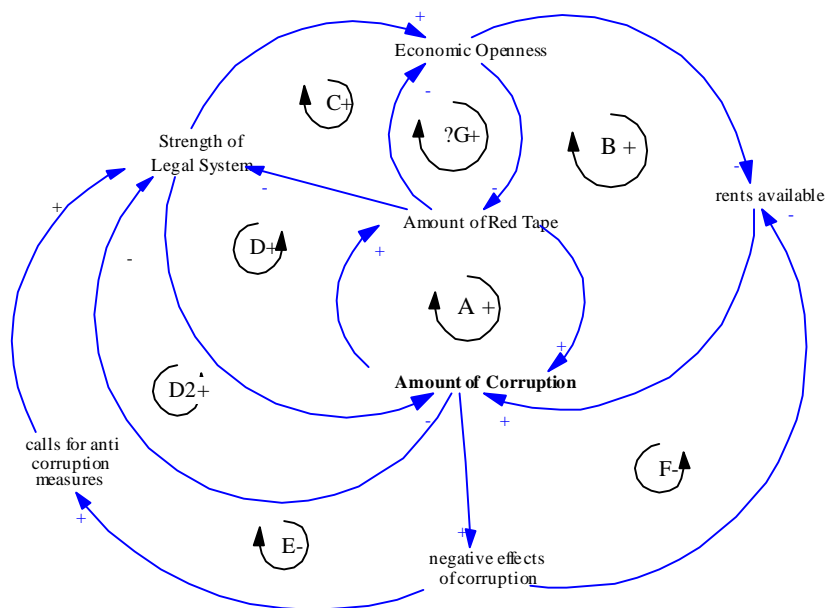 +
Economic Openness
C+
-
?G+
B +
Strength of
Legal System
-
-
-
rents available
-
+
Amount of Red Tape
D+
+
-
A +
+
Amount of Corruption
D2+
-
+
calls for anti
corruption
measures
F-
+
+
E-
negative effects
of corruption